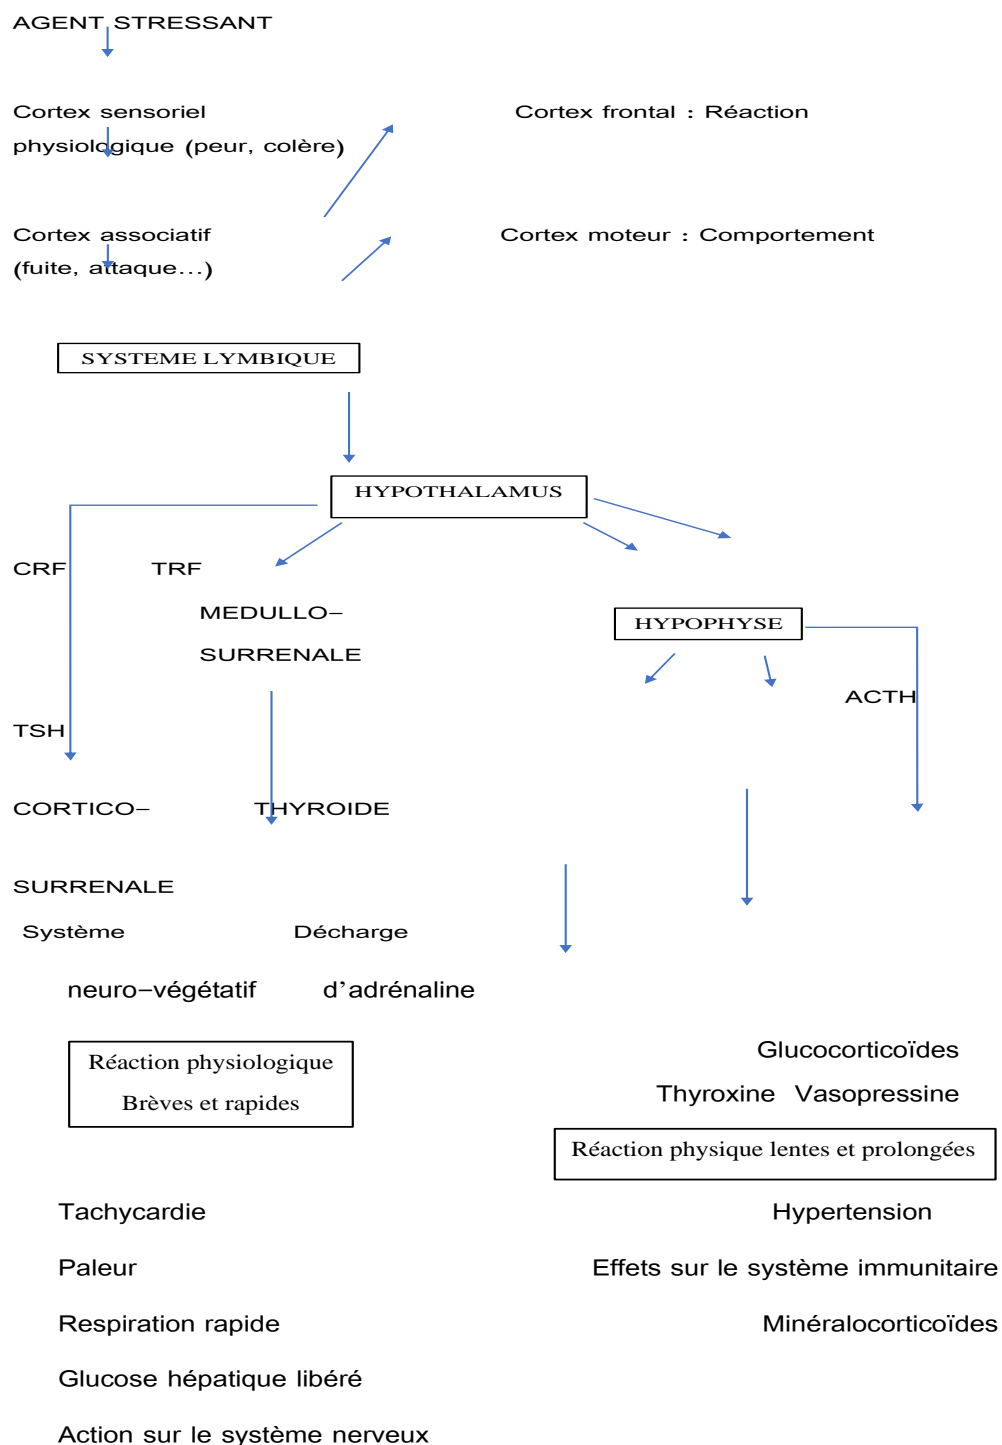 AGENT STRESSANT
Cortex sensoriel Cortex frontal : Réaction
physiologique (peur, colère)
Cortex associatif Cortex moteur : Comportement
(fuite, attaque…)
SYSTEME LYMBIQUE
HYPOTHALAMUS
CRF TRF
MEDULLO-
HYPOPHYSE
SURRENALE
ACTH
TSH
CORTICO- THYROIDE
SURRENALE
Système Décharge
neuro-végétatif d’adrénaline
Réaction physiologique
Brèves et rapides
Glucocorticoïdes
Thyroxine Vasopressine
Réaction physique lentes et prolongées
Tachycardie Hypertension
Paleur Effets sur le système immunitaire
Respiration rapide Minéralocorticoïdes
Glucose hépatique libéré
Action sur le système nerveux